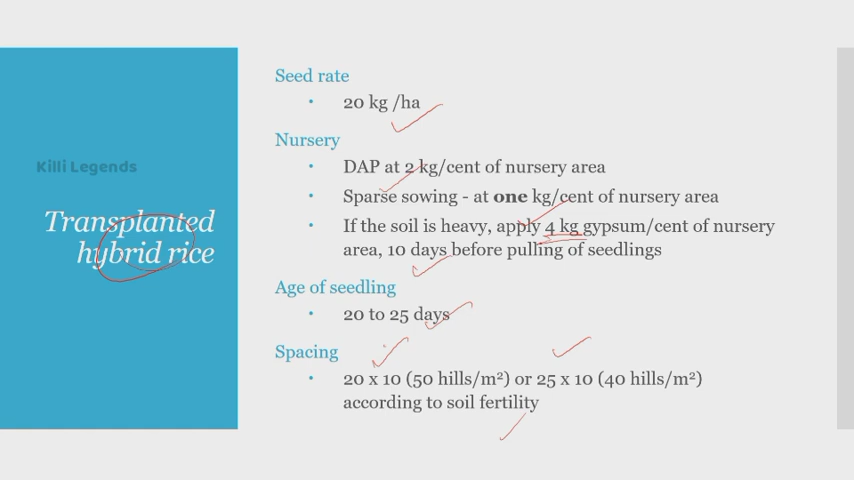 Killi Legends
Transplanted
hybrid rice
Seed rate
• 20 kg /ha
Nursery
• DAP at 2 kg/cent of nursery area
• Sparse sowing - at one kg/cent of nursery area
• If the soil is heavy, apply 4 kg gypsum/cent of nursery
area, 10 days before pulling of seedlings
Age of seedling
• 20 to 25 days
Spacing
• 20 x 10 (50 hills/m²) or 25 x 10 (40 hills/m²)
according to soil fertility